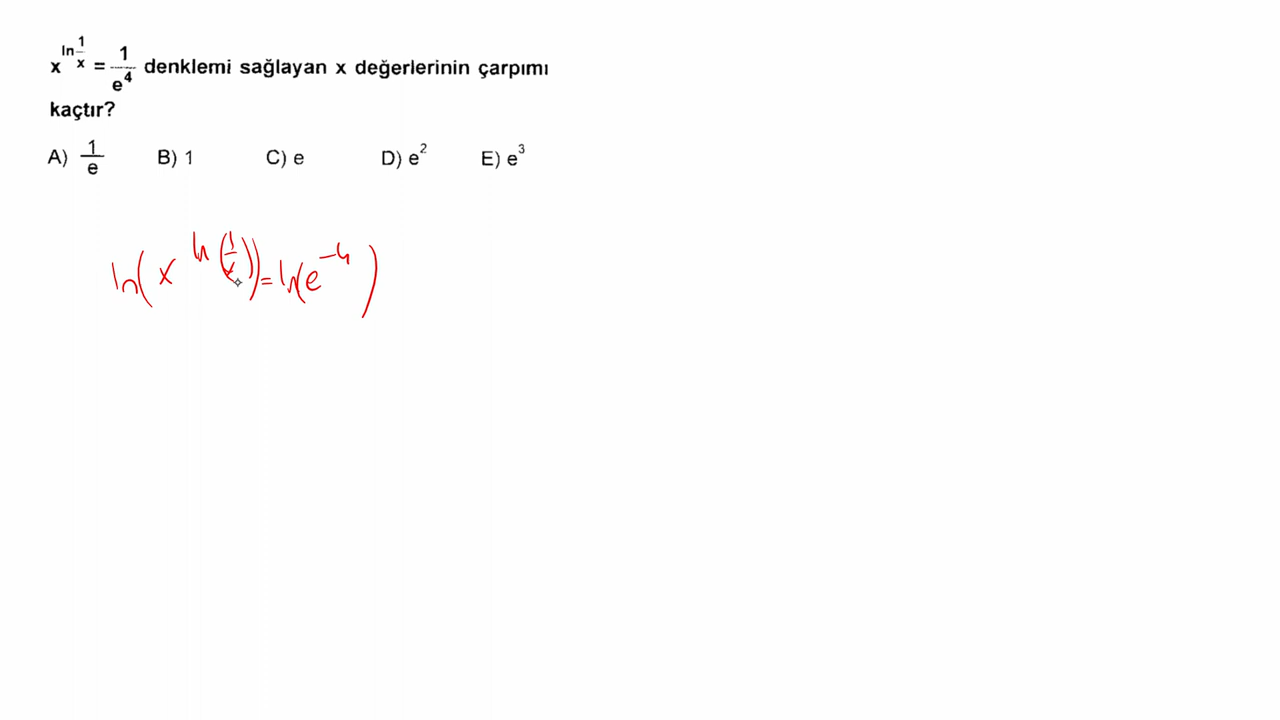 x^(ln 1/x) = 1/e^4 denklemi sağlayan x değerlerinin çarpımı
kaçtır?
A) 1/e B) 1 C) e D) e^2 E) e^3
ln(x^(ln(1/x))) = ln(e^-4)